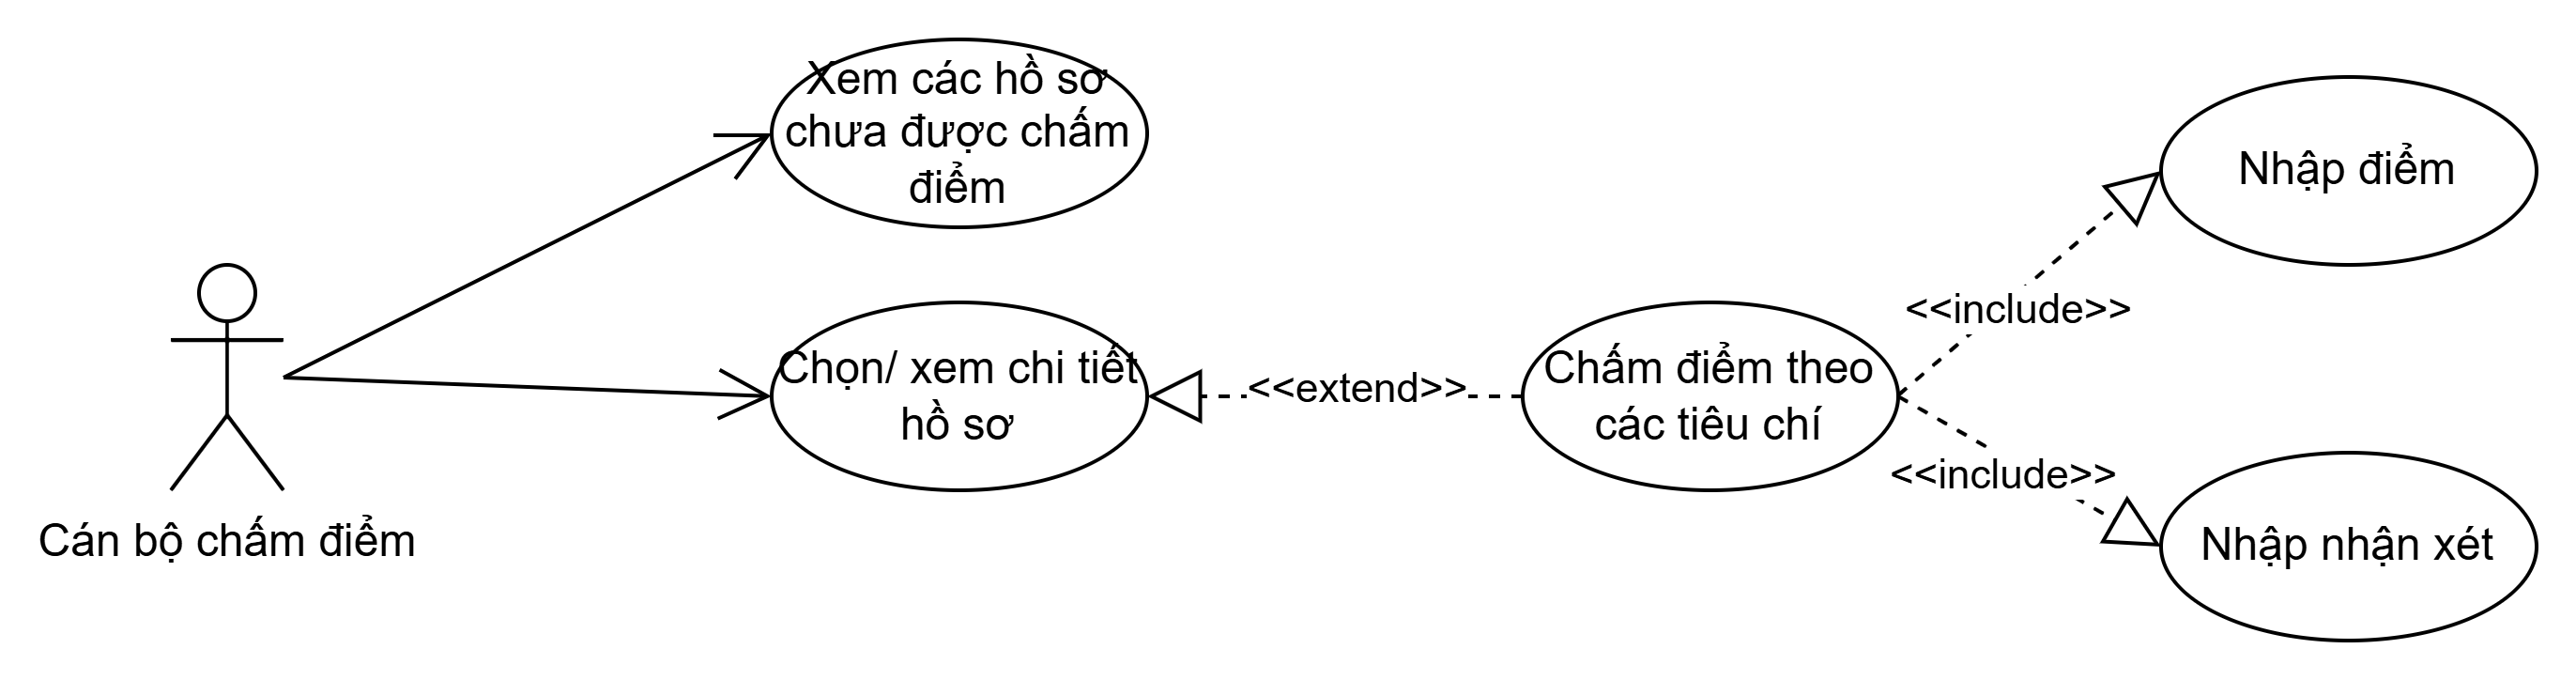 Xem các hồ sơ
chưa được chấm
điểm
Nhập điểm
<<include>>
Chọn/ xem chi tiết
hồ sơ
<<extend>>
Chấm điểm theo
các tiêu chí
<<include>>
Cán bộ chấm điểm
Nhập nhận xét